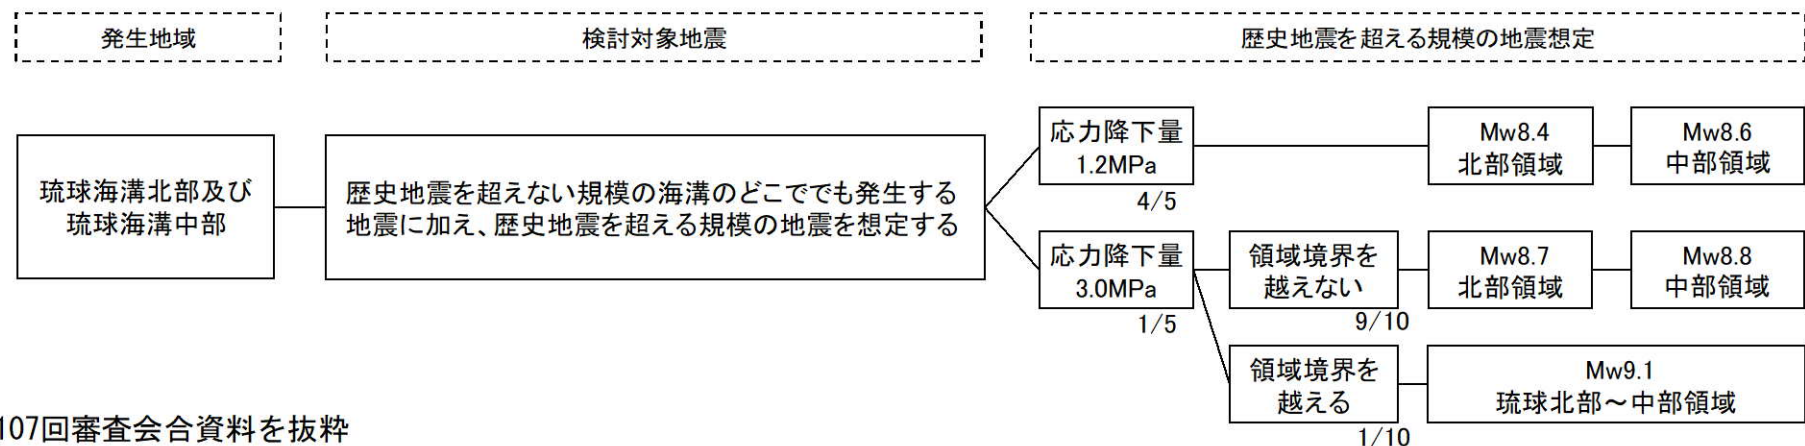 発生地域
検討対象地震
歴史地震を超える規模の地震想定
琉球海溝北部及び
琉球海溝中部
歴史地震を超えない規模の海溝のどこででも発生する
地震に加え、歴史地震を超える規模の地震を想定する
応力降下量
1.2MPa
4/5
Mw8.4
北部領域
Mw8.6
中部領域
応力降下量
3.0MPa
1/5
領域境界を
越えない
9/10
Mw8.7
北部領域
Mw8.8
中部領域
領域境界を
越える
1/10
Mw9.1
琉球北部～中部領域
107回審査会合資料を抜粋